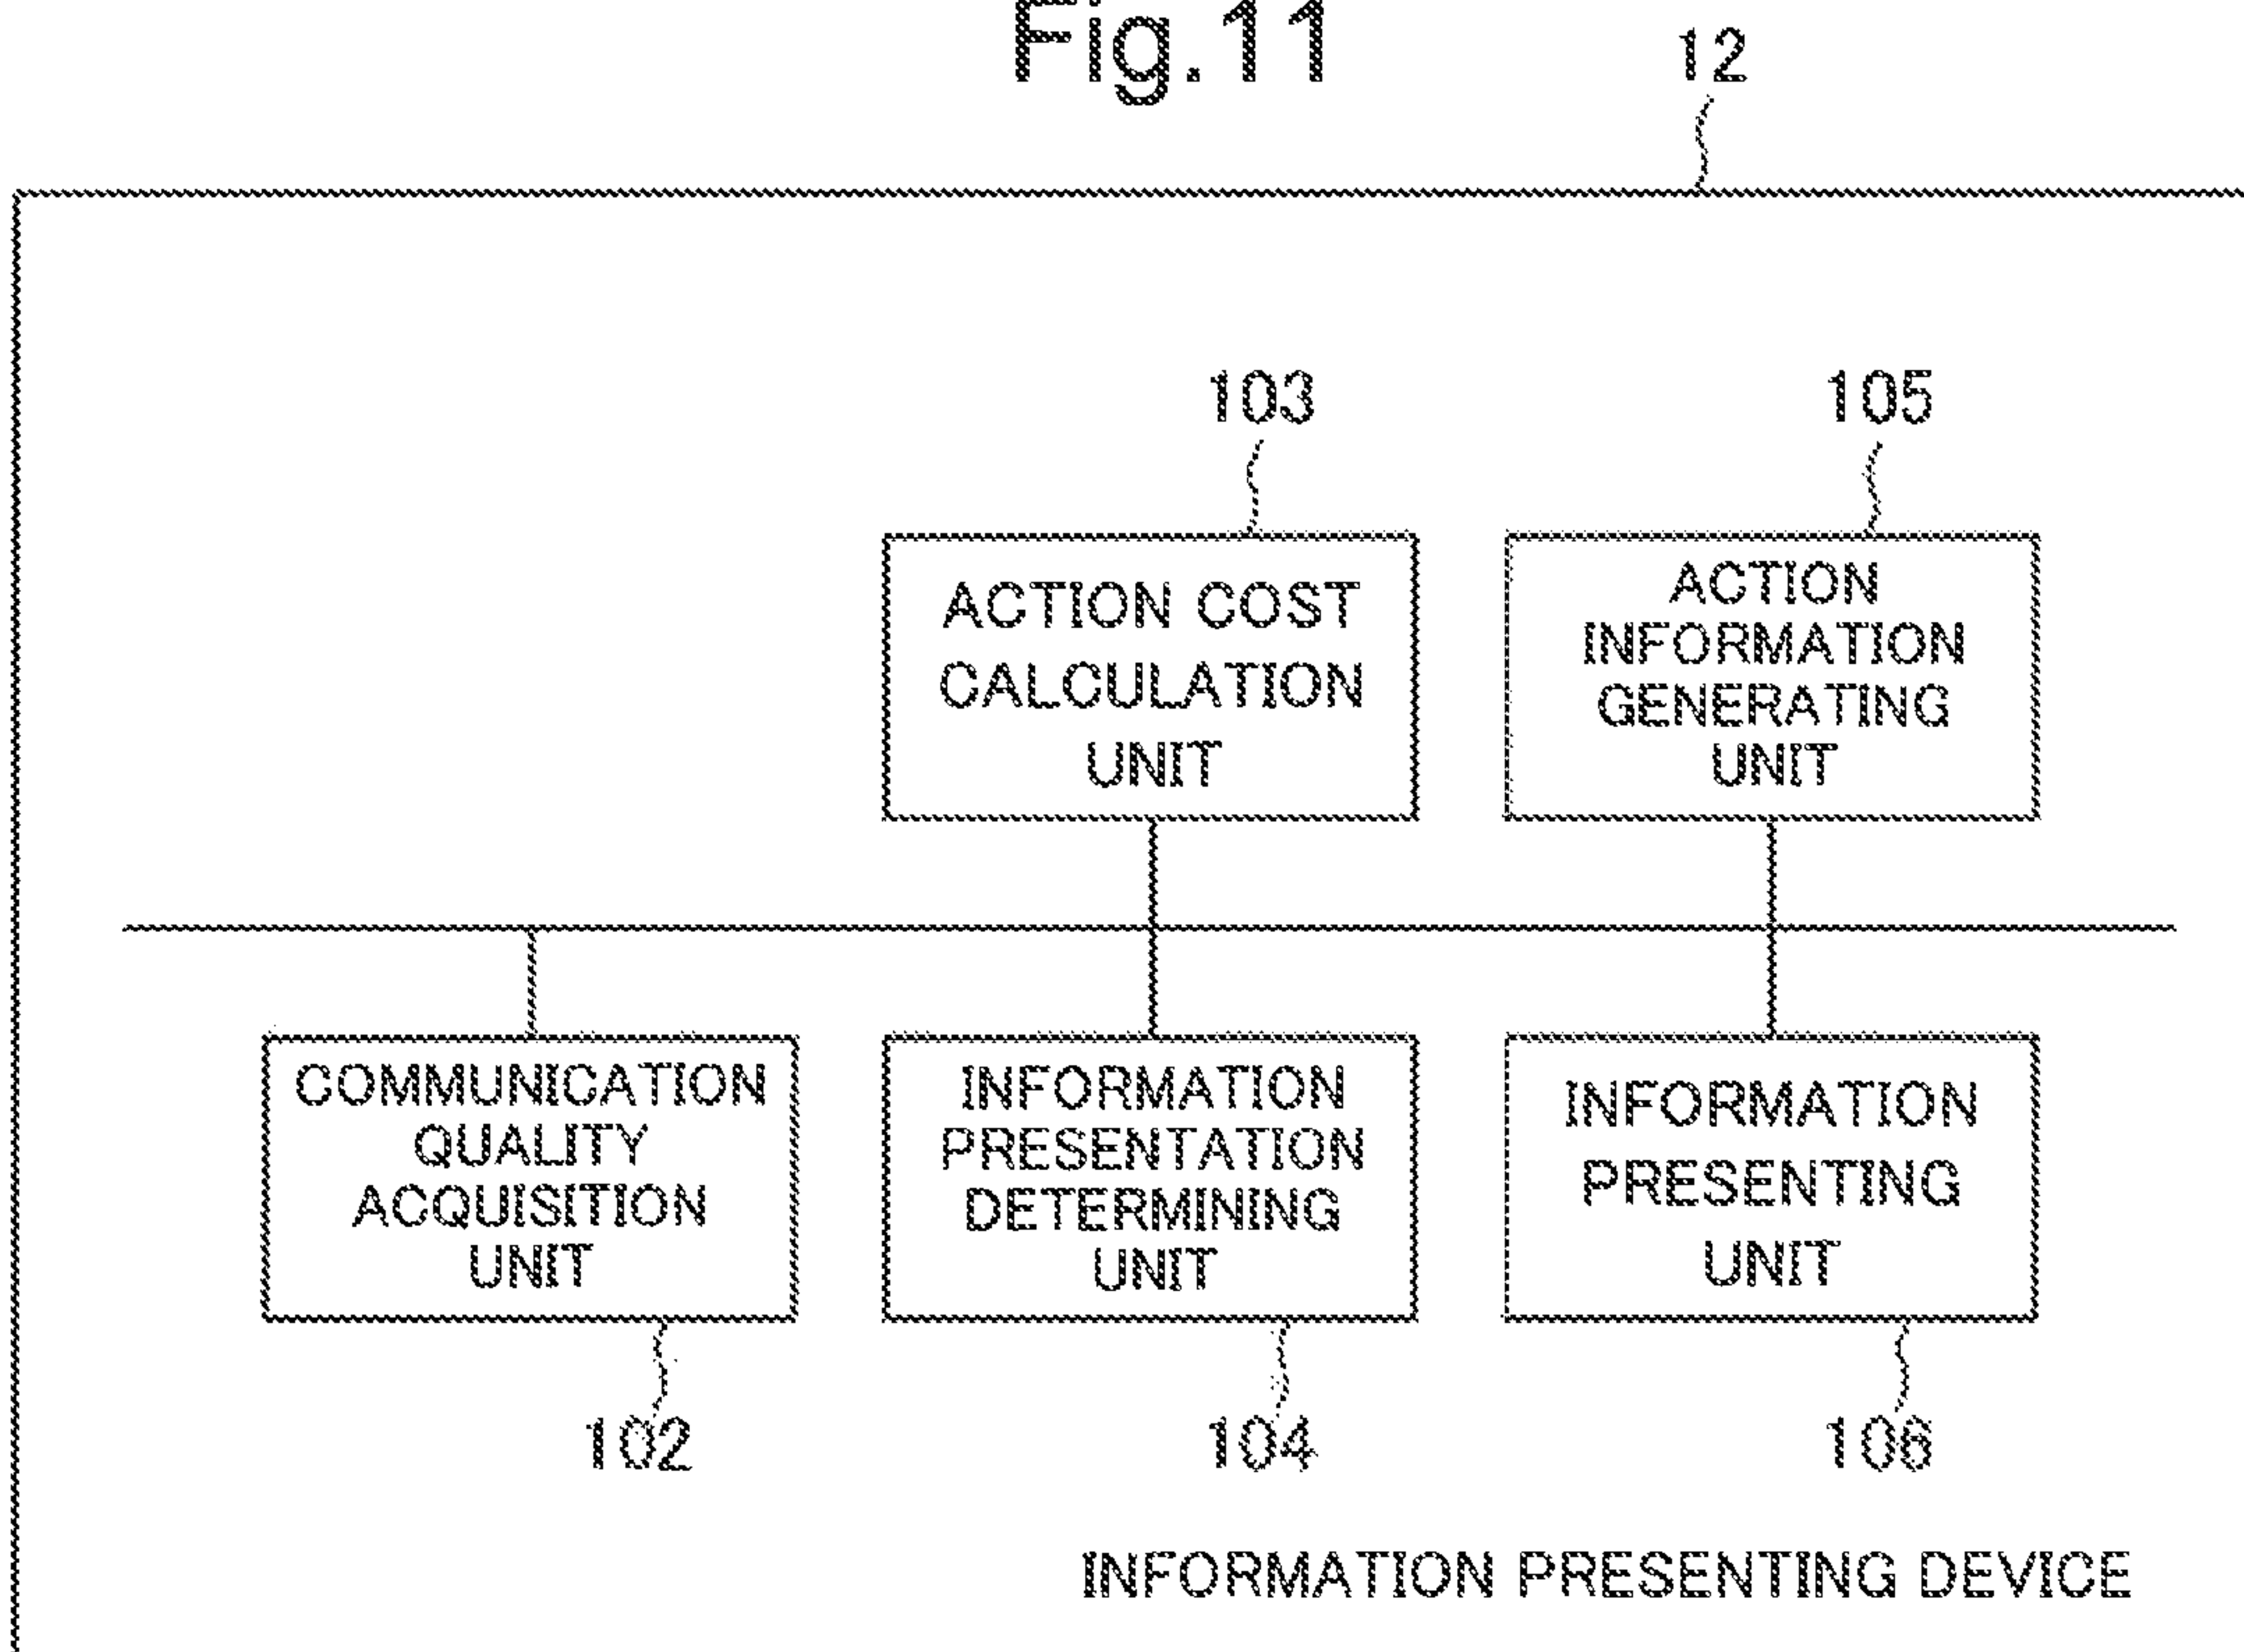 Fig.11
12
103
105
ACTION COST
CALCULATION
UNIT
ACTION
INFORMATION
GENERATING
UNIT
COMMUNICATION
QUALITY
ACQUISITION
UNIT
INFORMATION
PRESENTATION
DETERMINING
UNIT
INFORMATION
PRESENTING
UNIT
102
104
106
INFORMATION PRESENTING DEVICE